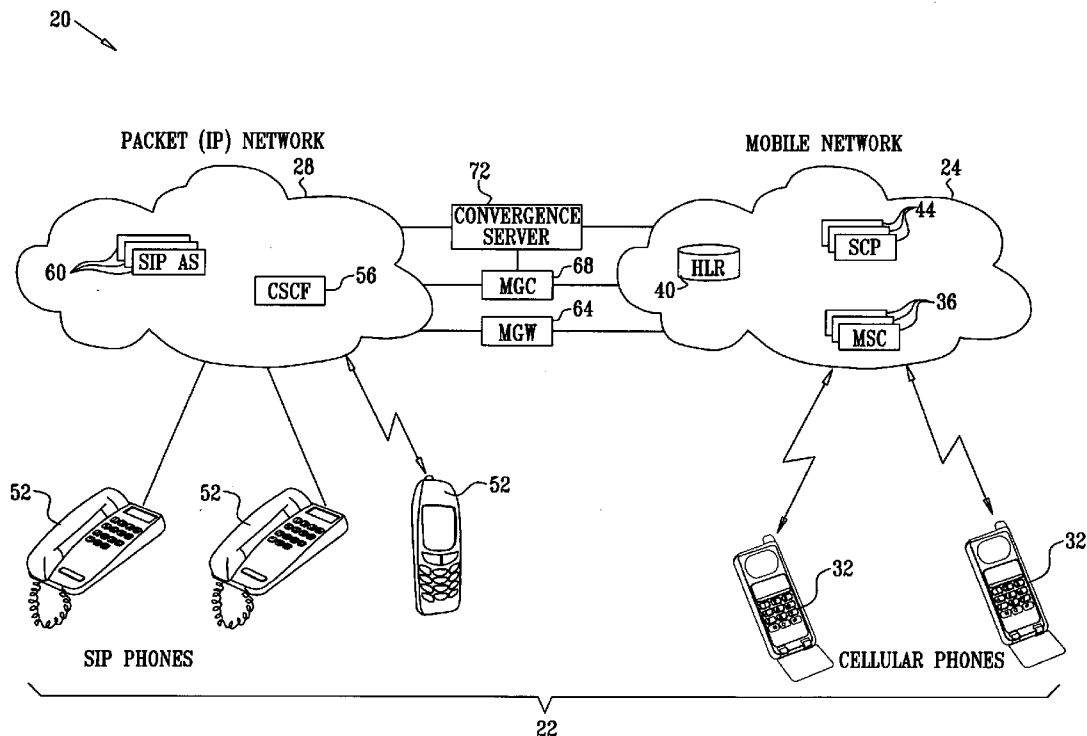 20
PACKET (IP) NETWORK
MOBILE NETWORK
28
72
24
CONVERGENCE
SERVER
44
SCP
60
SIP AS
CSCF
56
MGC
68
HLR
40
MGW
64
36
MSC
52
52
52
32
32
SIP PHONES
CELLULAR PHONES
22